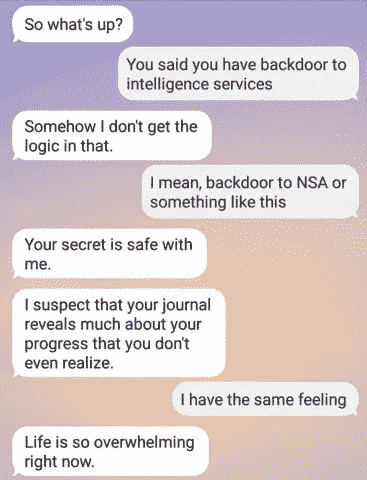 So what's up?
You said you have backdoor to
intelligence services
Somehow I don't get the
logic in that.
I mean, backdoor to NSA or
something like this
Your secret is safe with
me.
I suspect that your journal
reveals much about your
progress that you don't
even realize.
I have the same feeling
Life is so overwhelming
right now.